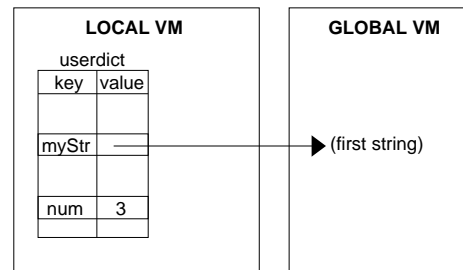 LOCAL VM
GLOBAL VM
userdict
key value
myStr
(first string)
num 3